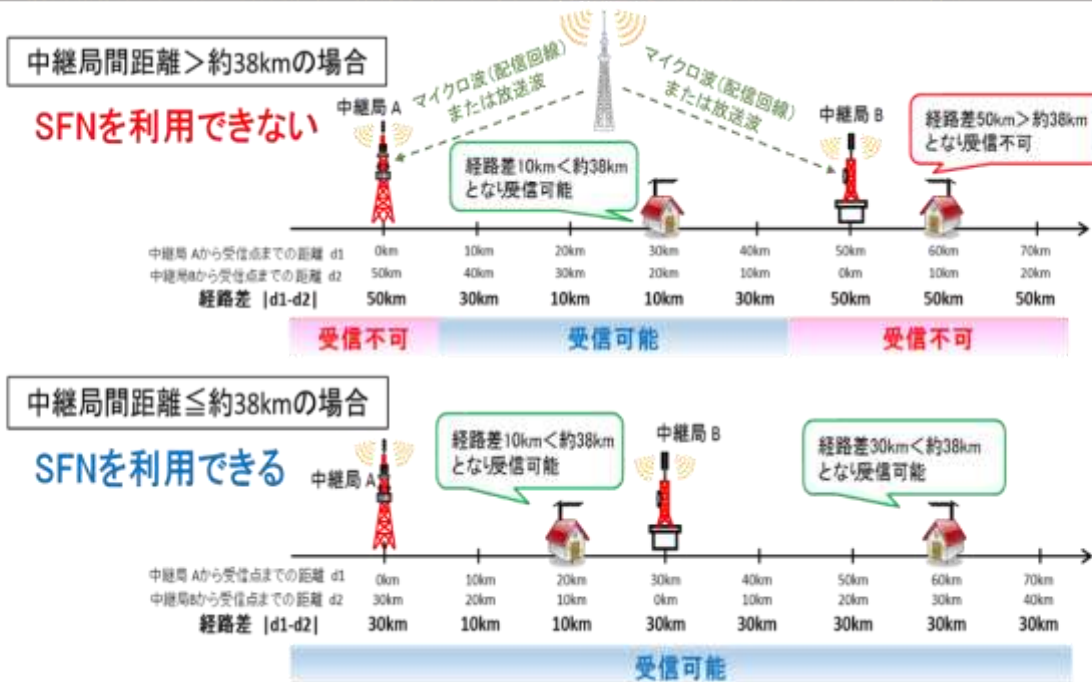 中継局間距離＞約38kmの場合
SFNを利用できない
中継局 A
マイクロ波(配信回線)
または放送波
マイクロ波(配信回線)
または放送波
中継局 B
経路差50km＞約38km
となり受信不可
経路差10km＜約38km
となり受信可能
中継局 Aから受信点までの距離 d1 0km 10km 20km 30km 40km 50km 60km 70km
中継局Bから受信点までの距離 d2 50km 40km 30km 20km 10km 0km 10km 20km
経路差 |d1-d2| 50km 30km 10km 10km 30km 50km 50km 50km
受信不可 受信可能 受信不可
中継局間距離≦約38kmの場合
SFNを利用できる
中継局 A
経路差10km＜約38km
となり受信可能
中継局 B
経路差30km＜約38km
となり受信可能
中継局 Aから受信点までの距離 d1 0km 10km 20km 30km 40km 50km 60km 70km
中継局Bから受信点までの距離 d2 30km 20km 10km 0km 10km 20km 30km 40km
経路差 |d1-d2| 30km 10km 10km 30km 30km 30km 30km 30km
受信可能